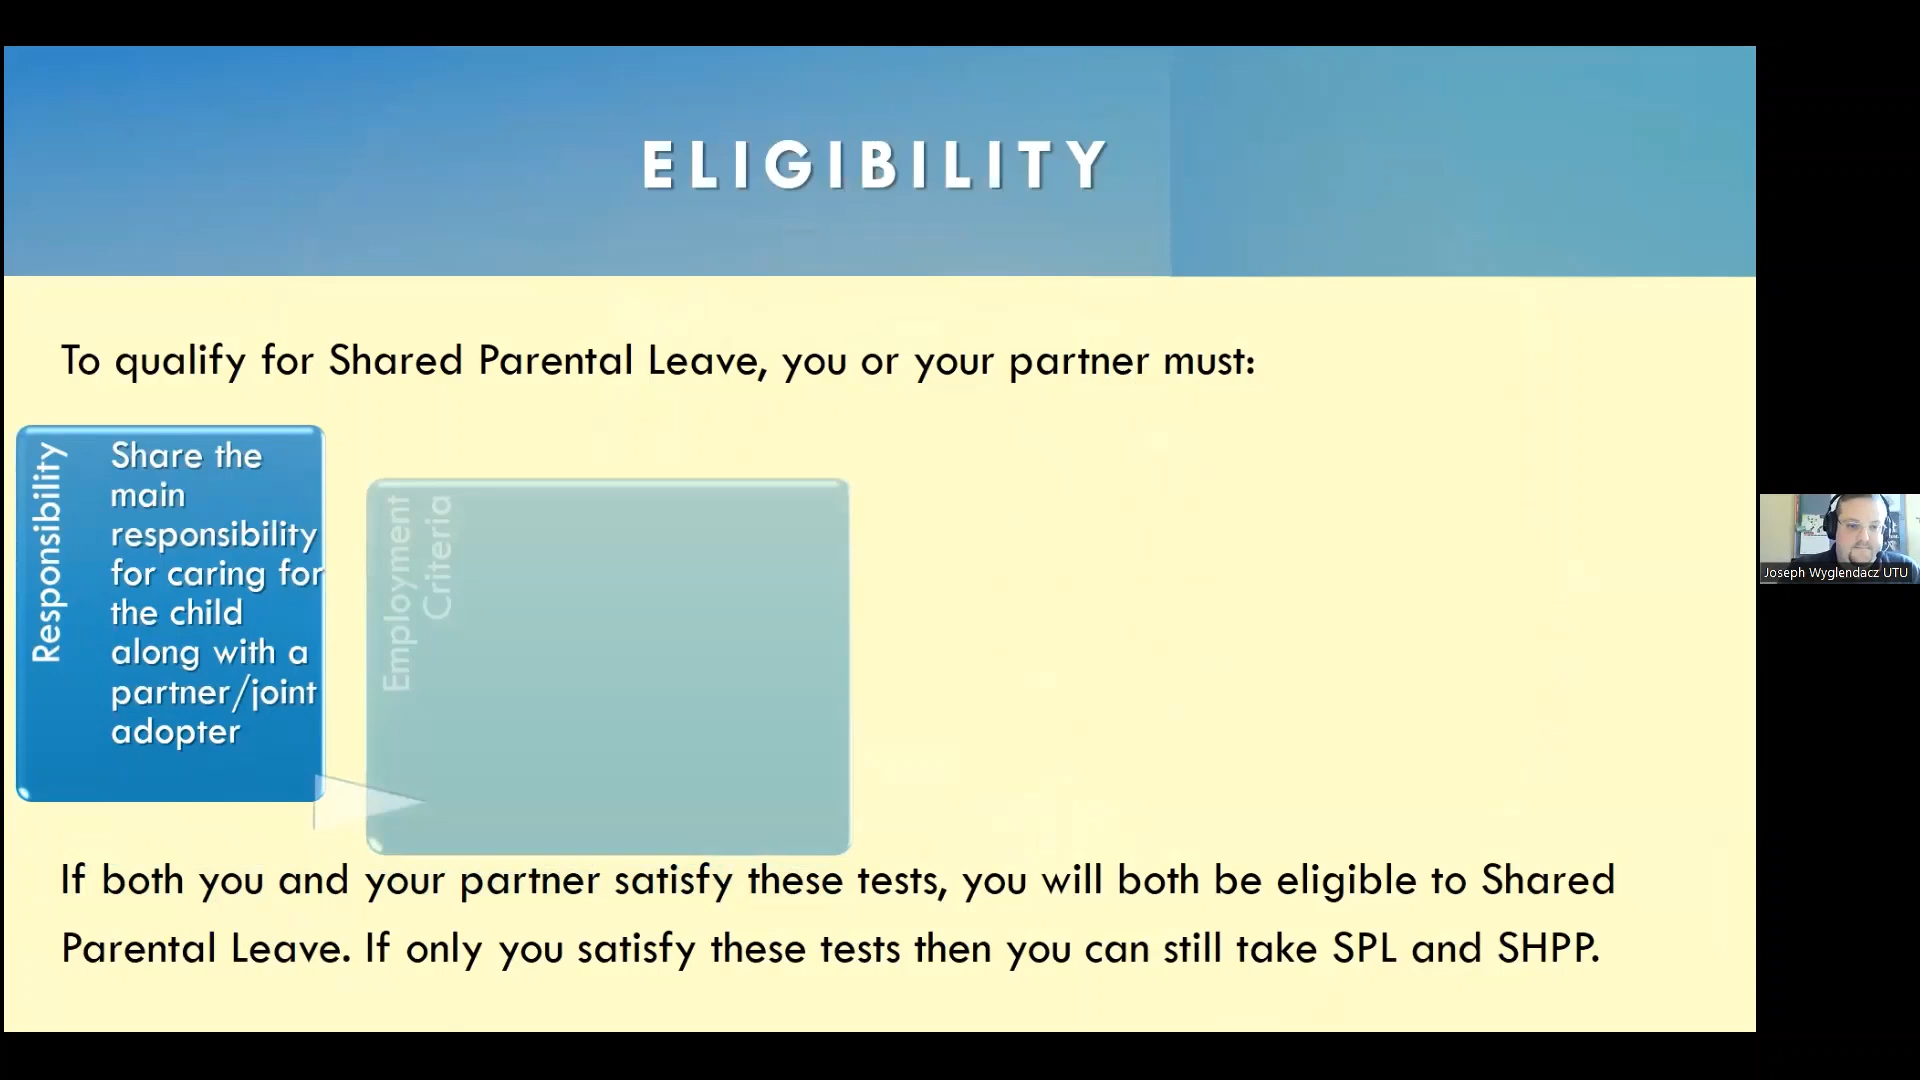 ELIGIBILITY
To qualify for Shared Parental Leave, you or your partner must:
Responsibility
Share the
main
responsibility
for caring for
the child
along with a
partner/joint
adopter
Employment
Criteria
If both you and your partner satisfy these tests, you will both be eligible to Shared
Parental Leave. If only you satisfy these tests then you can still take SPL and SHPP.
Joseph Wyglendacz UTU